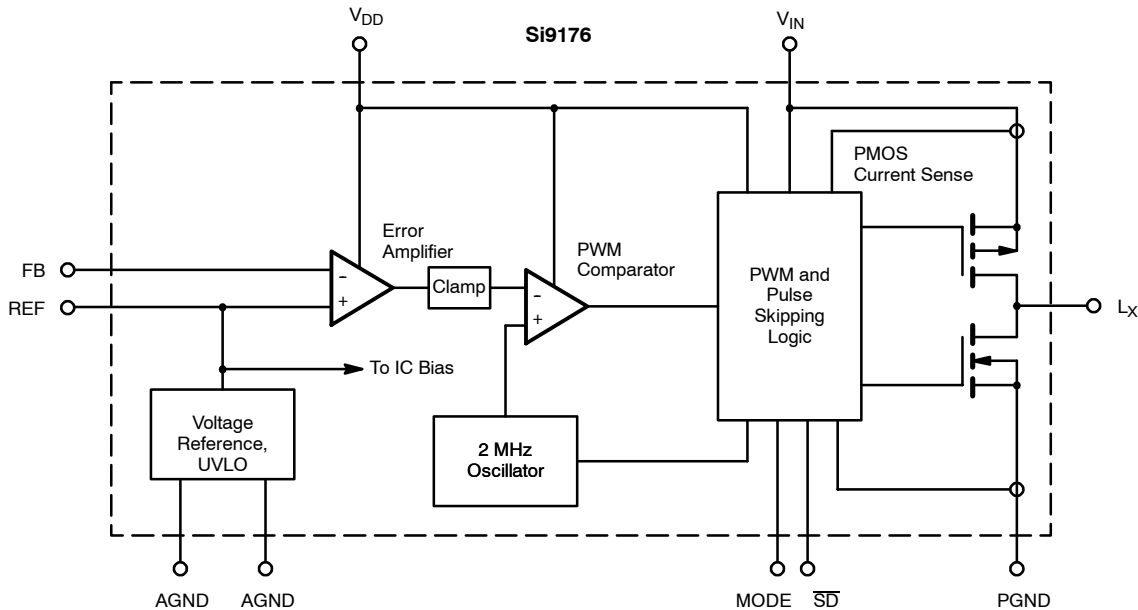 Si9176
VDD
VIN
PMOS
Current Sense
Error
Amplifier
PWM
Comparator
FB
REF
-
+
Clamp
-
+
PWM and
Pulse
Skipping
Logic
LX
To IC Bias
Voltage
Reference,
UVLO
2 MHz
Oscillator
AGND
AGND
MODE
S̅D̅
PGND